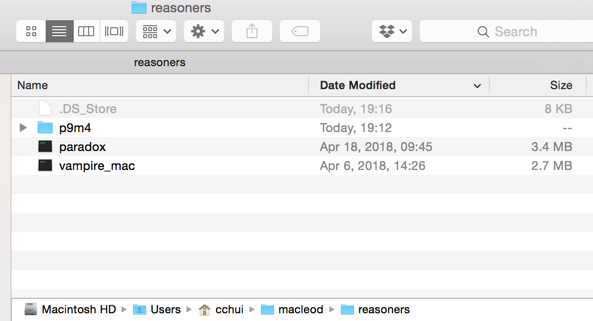 reasoners
Search
reasoners
Name Date Modified Size
.DS_Store Today, 19:16 8 KB
p9m4 Today, 19:12 --
paradox Apr 18, 2018, 09:45 3.4 MB
vampire_mac Apr 6, 2018, 14:26 2.7 MB
Macintosh HD Users cchui macleod reasoners